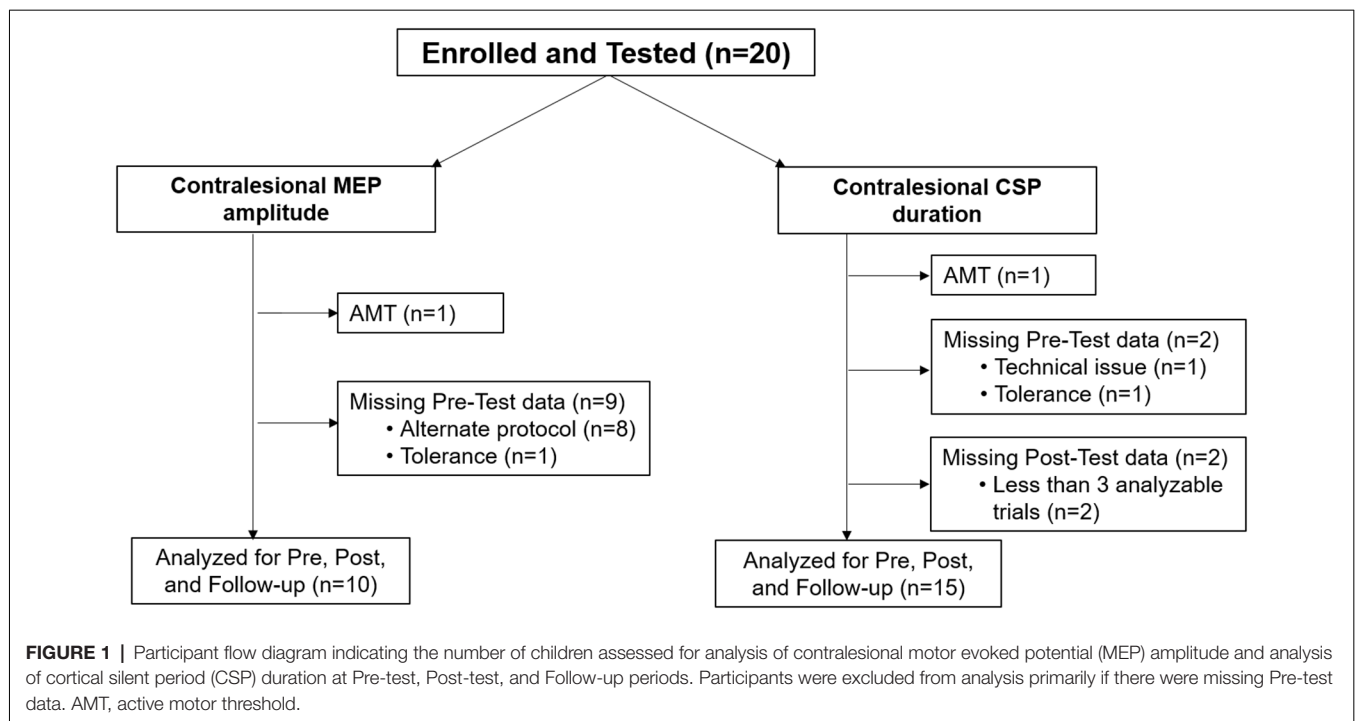 Enrolled and Tested (n=20)
Contralesional MEP
amplitude
AMT (n=1)
Missing Pre-Test data (n=9)
• Alternate protocol (n=8)
• Tolerance (n=1)
Analyzed for Pre, Post,
and Follow-up (n=10)
Contralesional CSP
duration
AMT (n=1)
Missing Pre-Test data (n=2)
• Technical issue (n=1)
• Tolerance (n=1)
Missing Post-Test data (n=2)
• Less than 3 analyzable
trials (n=2)
Analyzed for Pre, Post,
and Follow-up (n=15)
FIGURE 1 | Participant flow diagram indicating the number of children assessed for analysis of contralesional motor evoked potential (MEP) amplitude and analysis
of cortical silent period (CSP) duration at Pre-test, Post-test, and Follow-up periods. Participants were excluded from analysis primarily if there were missing Pre-test
data. AMT, active motor threshold.